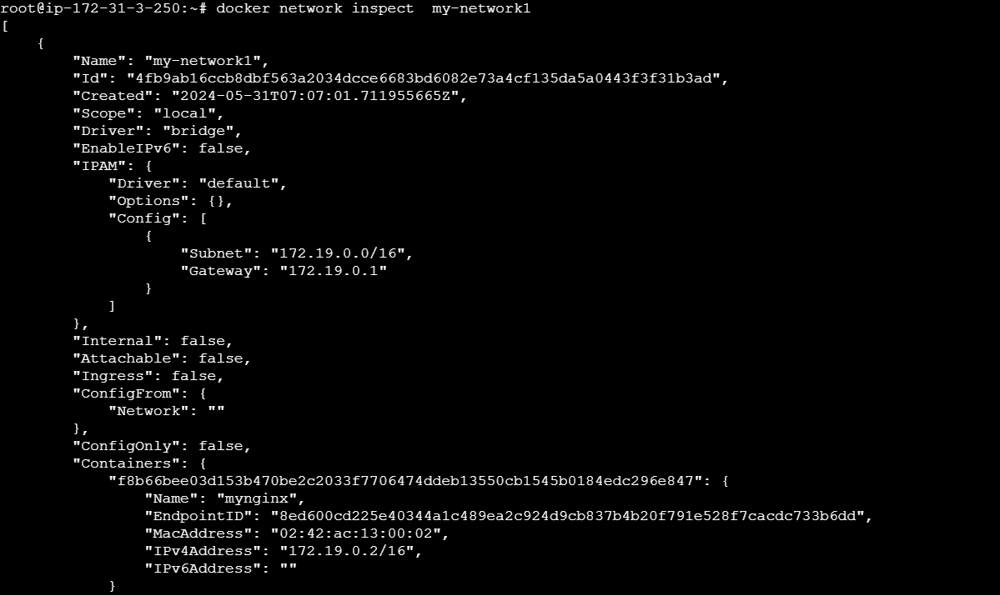 root@ip-172-31-3-250:~# docker network inspect  my-network1
[
    {
        "Name": "my-network1",
        "Id": "4fb9ab16ccb8dbf563a2034dcce6683bd6082e73a4cf135da5a0443f3f31b3ad",
        "Created": "2024-05-31T07:07:01.711955665Z",
        "Scope": "local",
        "Driver": "bridge",
        "EnableIPv6": false,
        "IPAM": {
            "Driver": "default",
            "Options": {},
            "Config": [
                {
                    "Subnet": "172.19.0.0/16",
                    "Gateway": "172.19.0.1"
                }
            ]
        },
        "Internal": false,
        "Attachable": false,
        "Ingress": false,
        "ConfigFrom": {
            "Network": ""
        },
        "ConfigOnly": false,
        "Containers": {
            "f8b66bee03d153b470be2c2033f7706474ddeb13550cb1545b0184edc296e847": {
                "Name": "mynginx",
                "EndpointID": "8ed600cd225e40344a1c489ea2c924d9cb837b4b20f791e528f7cacdc733b6dd",
                "MacAddress": "02:42:ac:13:00:02",
                "IPv4Address": "172.19.0.2/16",
                "IPv6Address": ""
            }